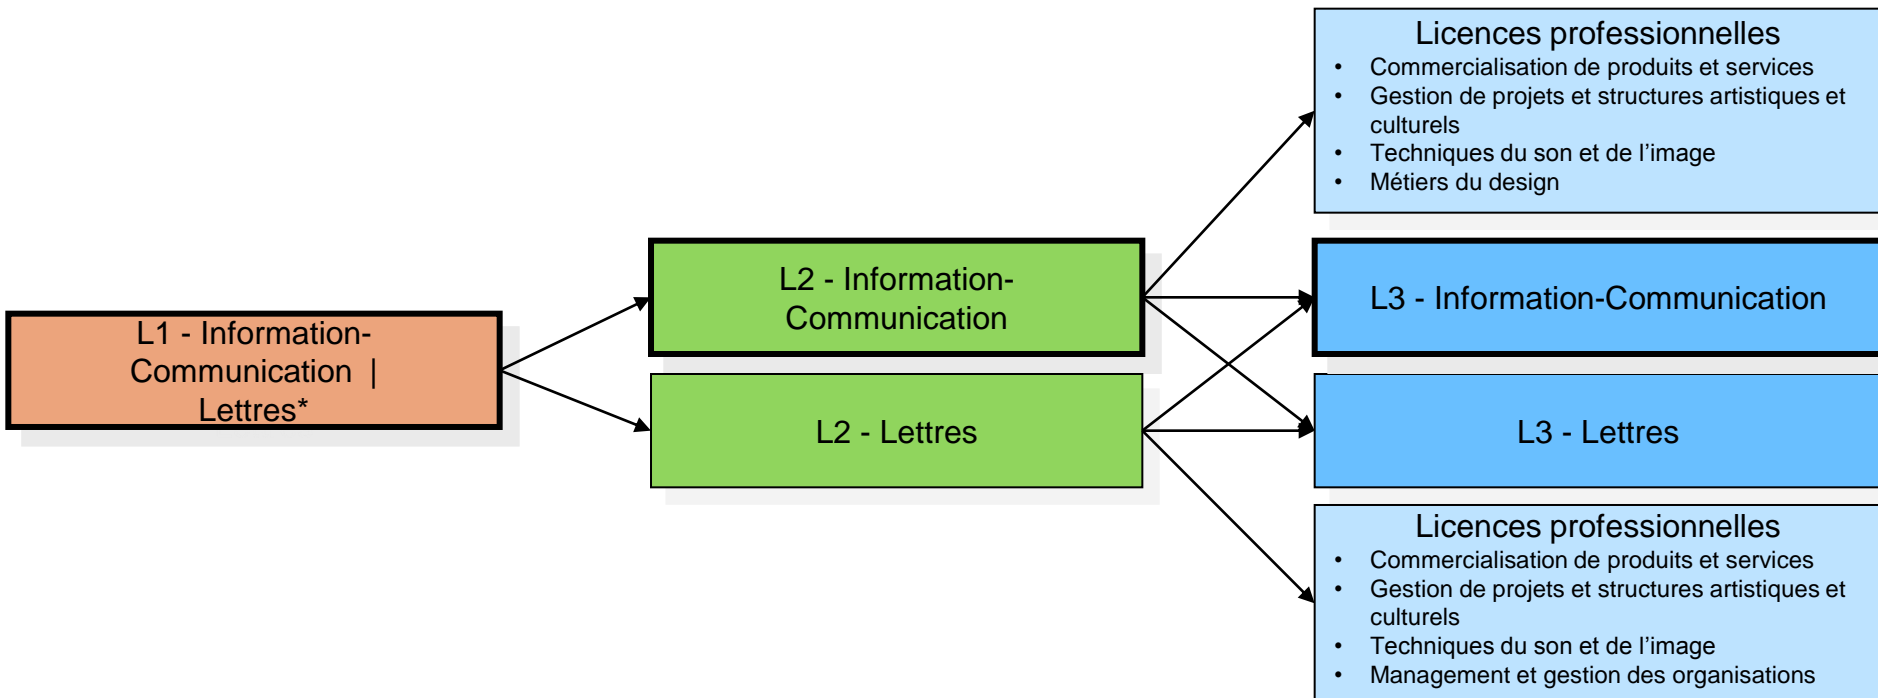 L1 - Information-
Communication |
Lettres*
L2 - Information-
Communication
L2 - Lettres
Licences professionnelles
• Commercialisation de produits et services
• Gestion de projets et structures artistiques et
culturels
• Techniques du son et de l’image
• Métiers du design
L3 - Information-Communication
L3 - Lettres
Licences professionnelles
• Commercialisation de produits et services
• Gestion de projets et structures artistiques et
culturels
• Techniques du son et de l’image
• Management et gestion des organisations